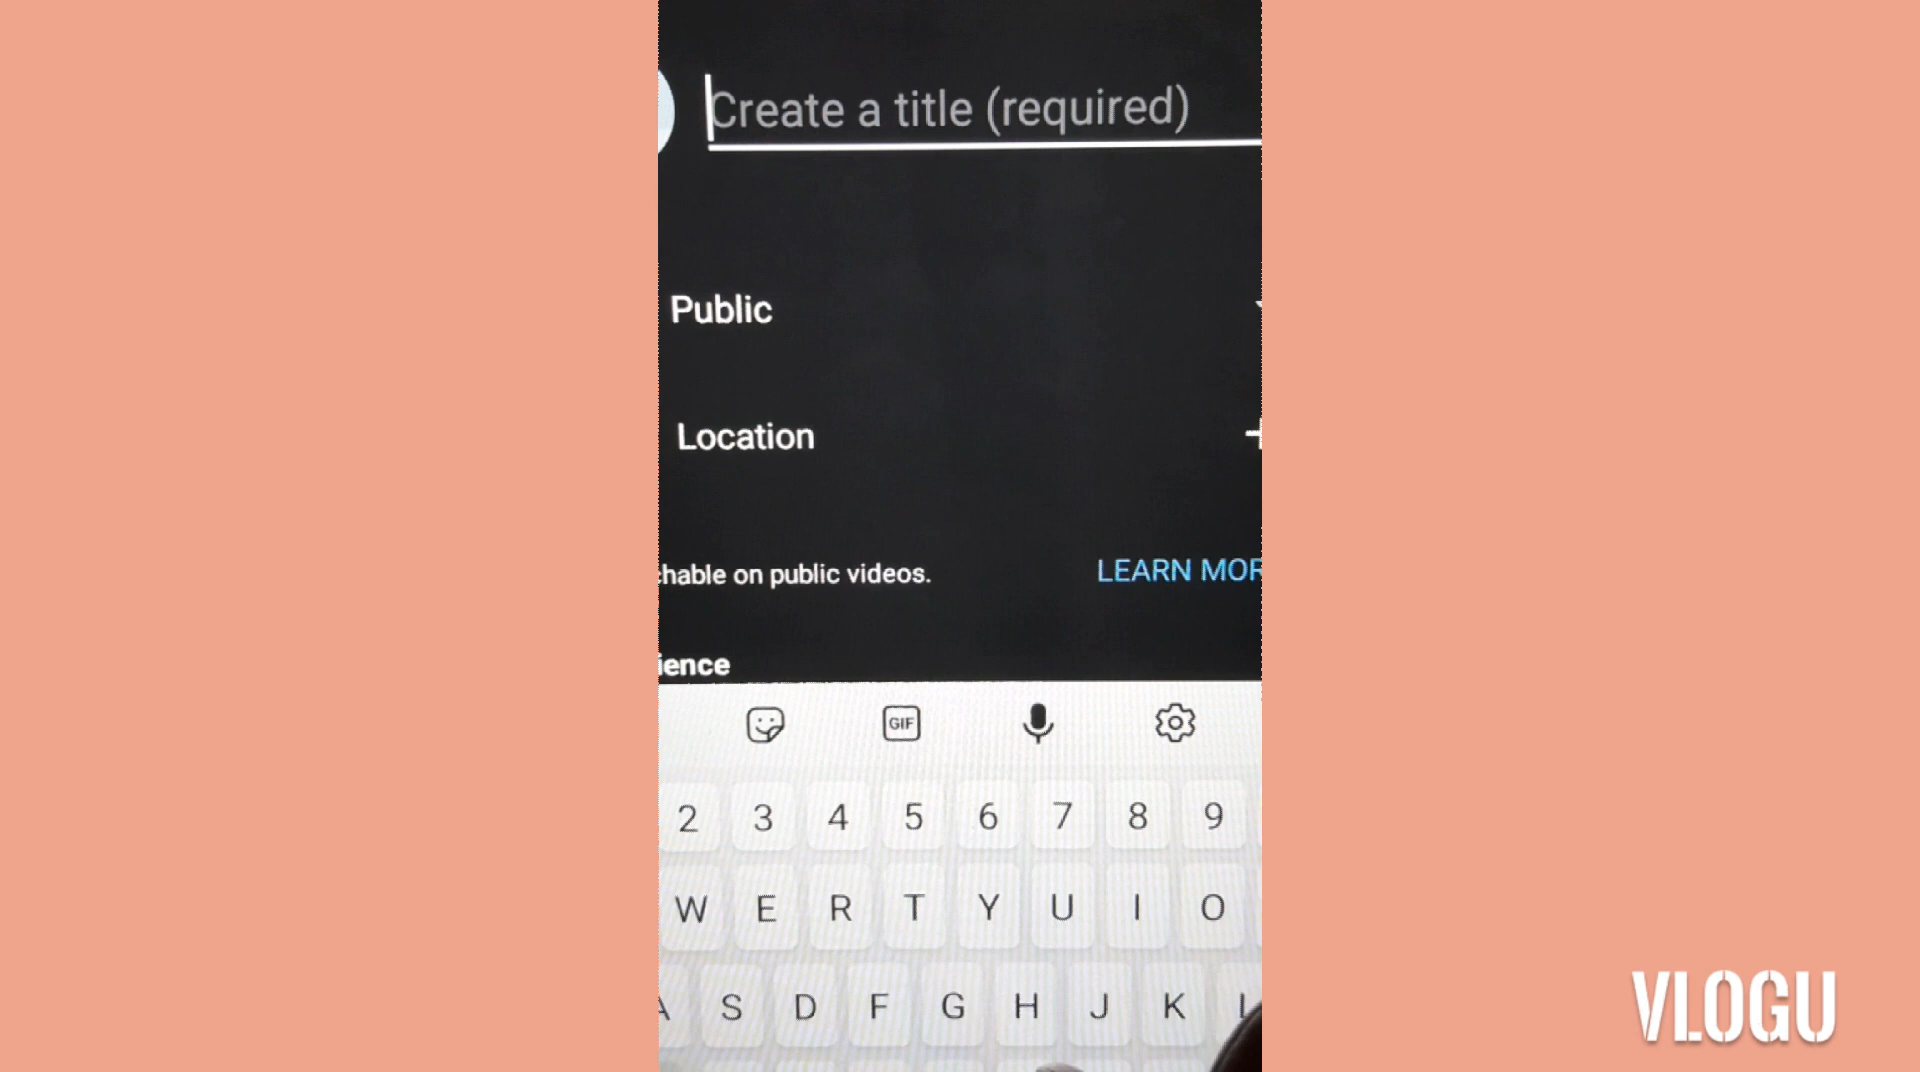 Create a title (required)
Public
Location
hable on public videos.
LEARN MOR
ience
GIF
2 3 4 5 6 7 8 9
W E R T Y U I O
A S D F G H J K L
VLOGU